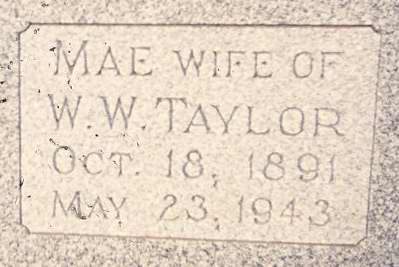 MAE WIFE OF
W. W. TAYLOR
OCT. 18, 1891
MAY 23, 1943